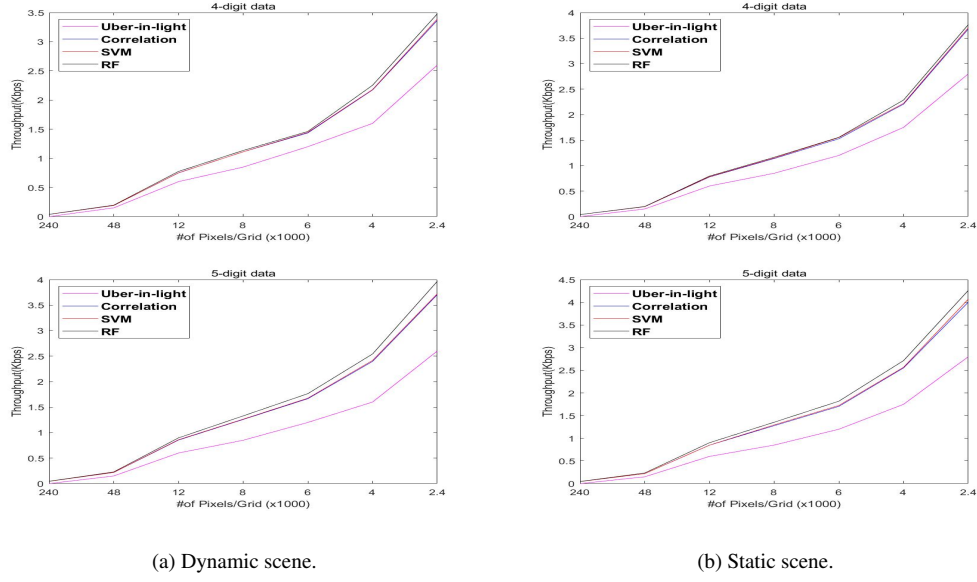 4-digit data
Uber-in-light
Correlation
SVM
RF
Throughput(Kbps)
3.5
3
2.5
2
1.5
1
0.5
0
240 48 12 8 6 4 2.4
#of Pixels/Grid (x1000)
4-digit data
Uber-in-light
Correlation
SVM
RF
Throughput(Kbps)
4
3.5
3
2.5
2
1.5
1
0.5
0
240 48 12 8 6 4 2.4
#of Pixels/Grid (x1000)
5-digit data
Uber-in-light
Correlation
SVM
RF
Throughput(Kbps)
4
3.5
3
2.5
2
1.5
1
0.5
0
240 48 12 8 6 4 2.4
#of Pixels/Grid (x1000)
5-digit data
Uber-in-light
Correlation
SVM
RF
Throughput(Kbps)
4.5
4
3.5
3
2.5
2
1.5
1
0.5
0
240 48 12 8 6 4 2.4
#of Pixels/Grid (x1000)
(a) Dynamic scene.
(b) Static scene.